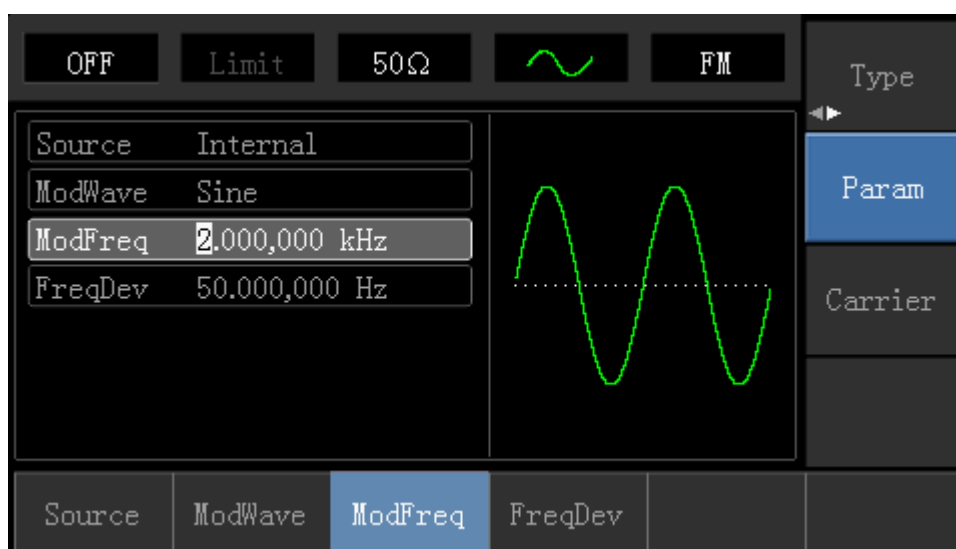 OFF Limit 50Ω FM Type
Source Internal
ModWave Sine
ModFreq 2.000,000 kHz
FreqDev 50.000,000 Hz
Param
Carrier
Source ModWave ModFreq FreqDev